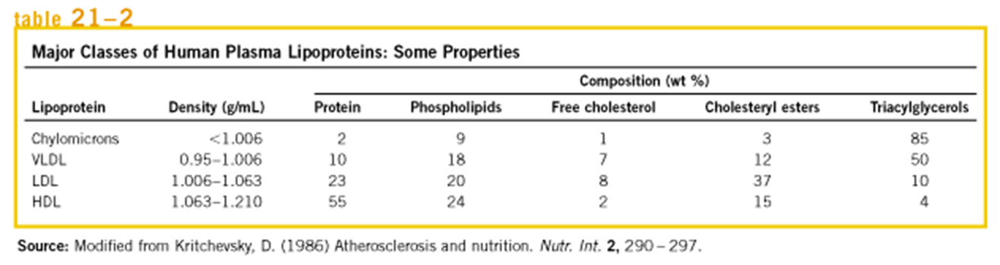 table 21–2
Major Classes of Human Plasma Lipoproteins: Some Properties
Composition (wt %)
Lipoprotein Density (g/mL) Protein Phospholipids Free cholesterol Cholesteryl esters Triacylglycerols
Chylomicrons <1.006 2 9 1 3 85
VLDL 0.95–1.006 10 18 7 12 50
LDL 1.006–1.063 23 20 8 37 10
HDL 1.063–1.210 55 24 2 15 4
Source: Modified from Kritchevsky, D. (1986) Atherosclerosis and nutrition. Nutr. Int. 2, 290–297.